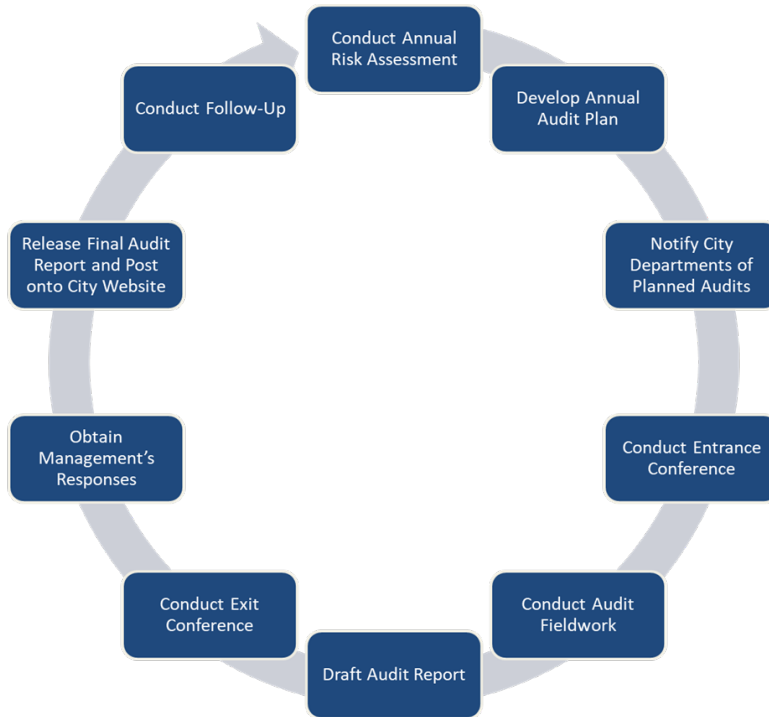 Conduct Annual
Risk Assessment
Develop Annual
Audit Plan
Notify City
Departments of
Planned Audits
Conduct Entrance
Conference
Conduct Audit
Fieldwork
Draft Audit Report
Conduct Exit
Conference
Obtain
Management's
Responses
Release Final Audit
Report and Post
onto City Website
Conduct Follow-Up